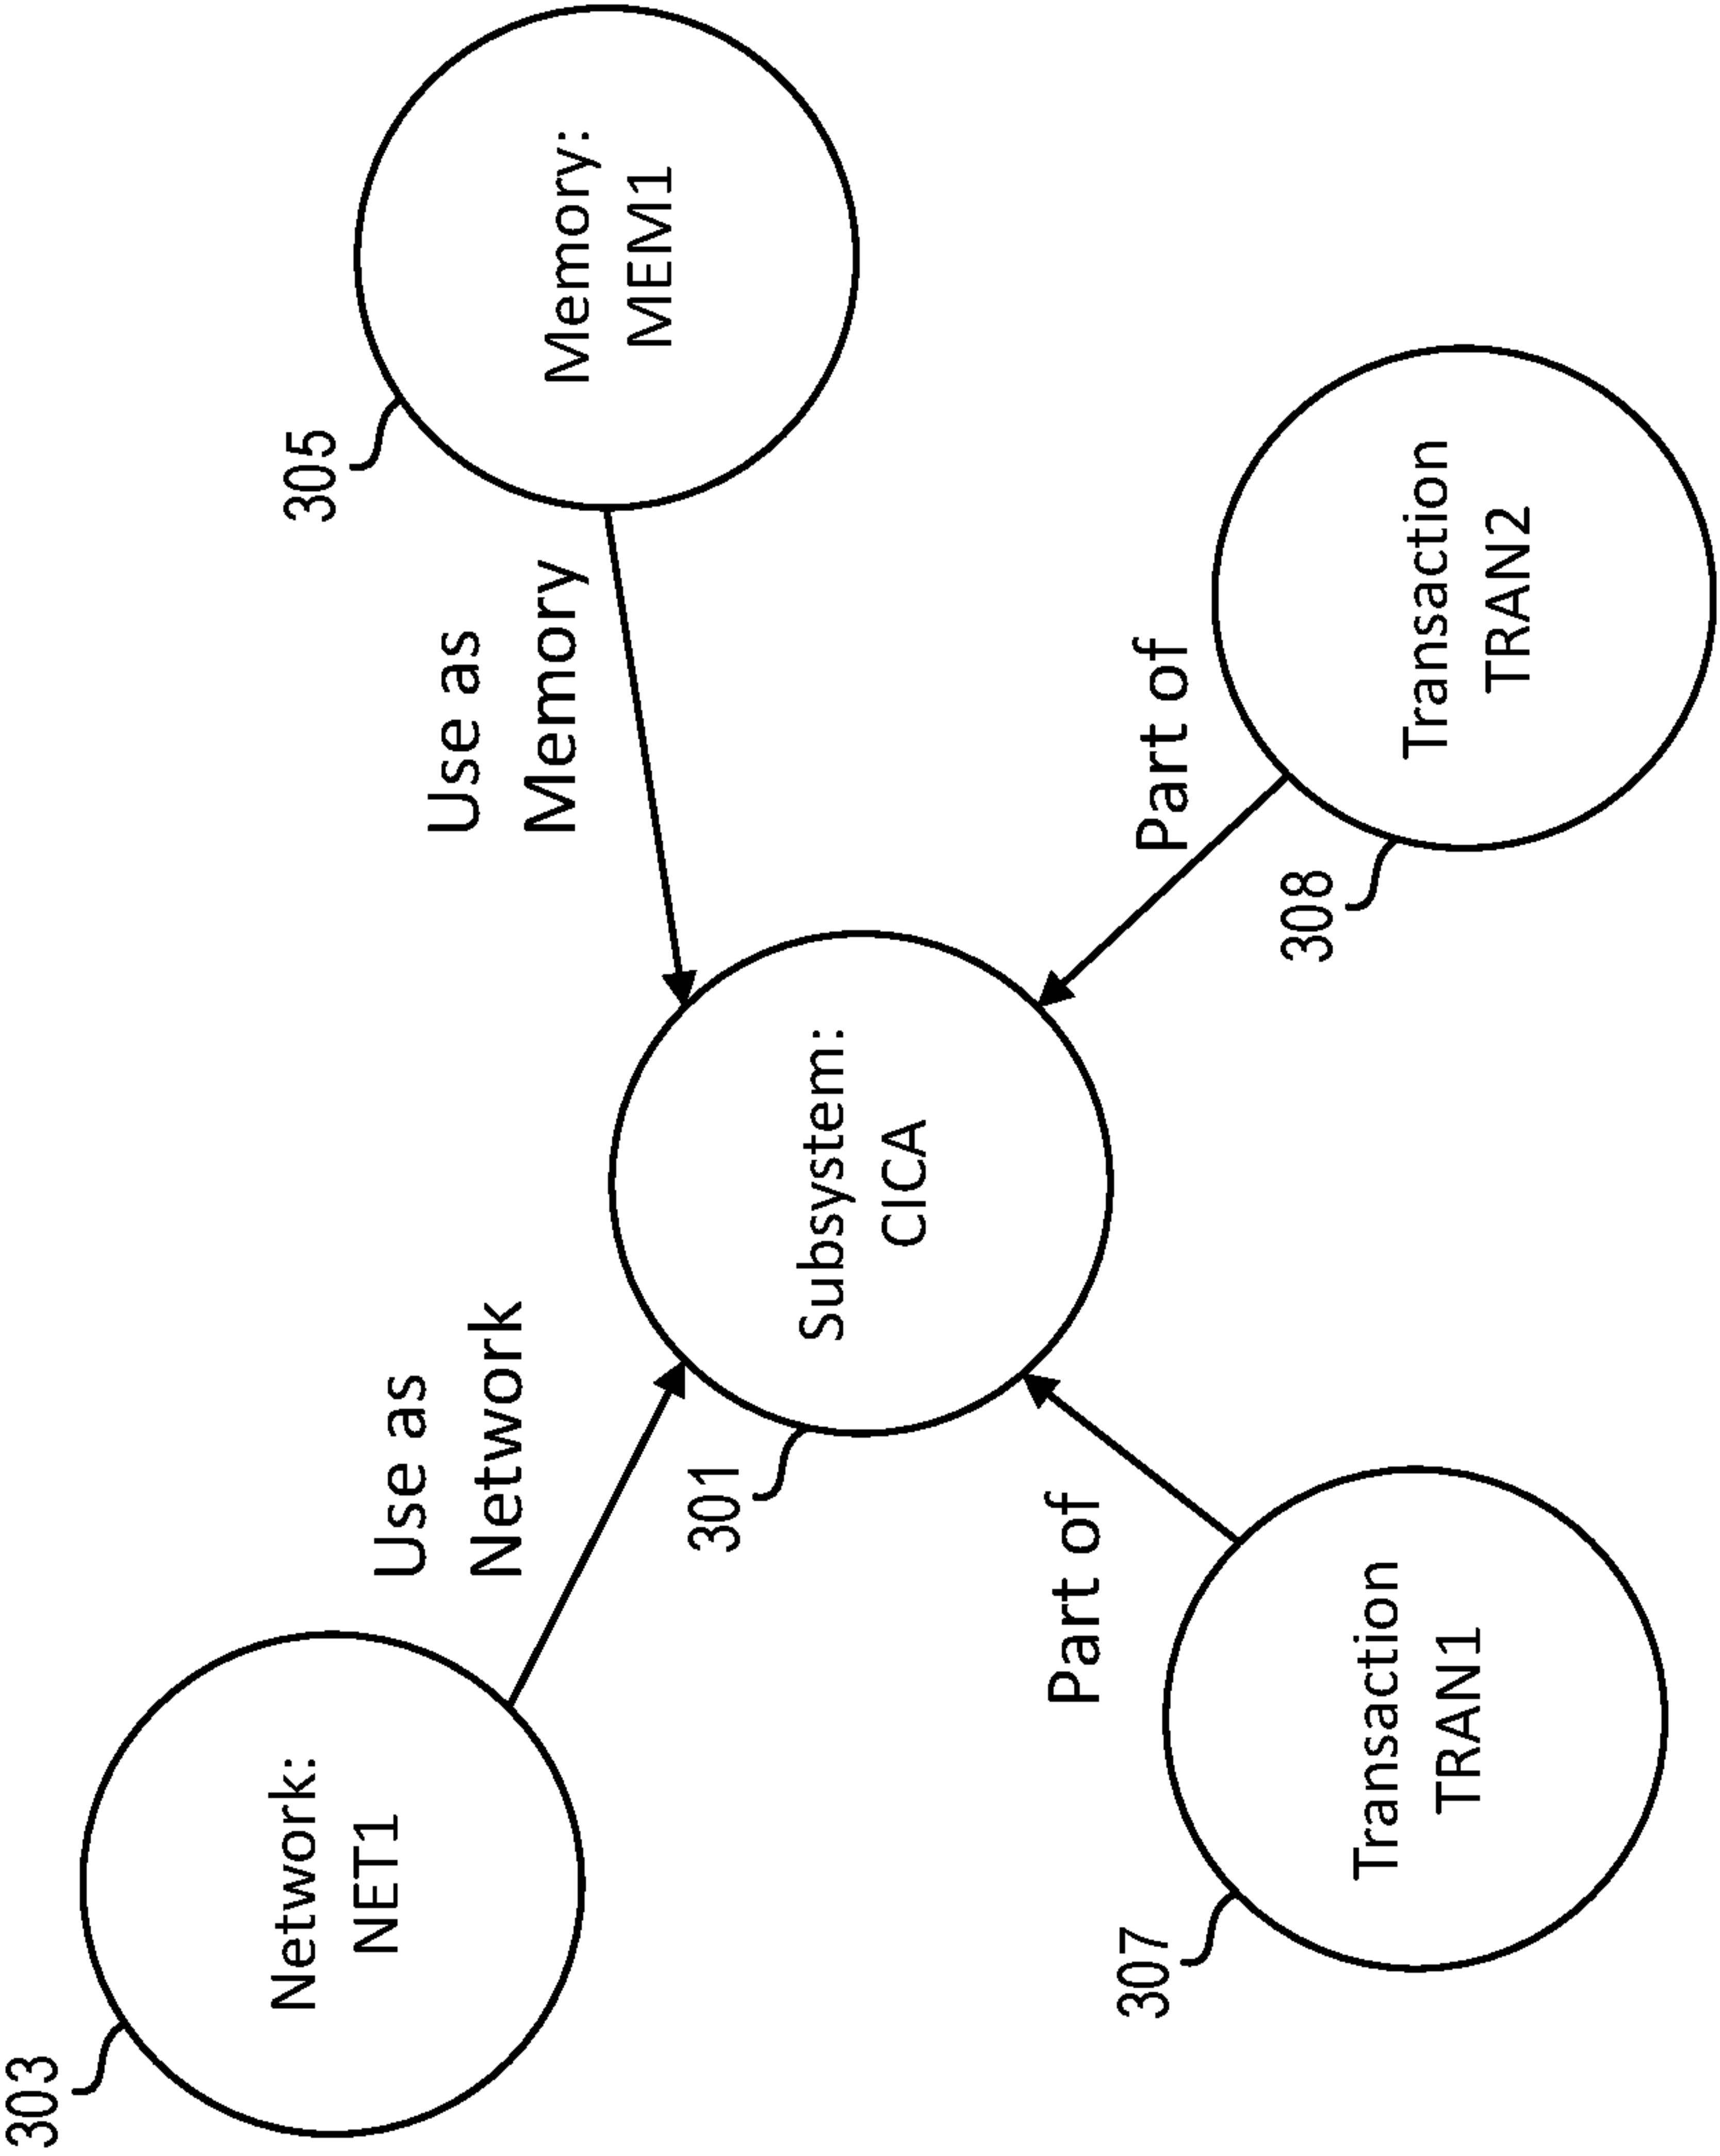 303
Network:
NET1
Use as
Network
305
Memory:
MEM1
Use as
Memory
301
Subsystem:
CICA
307
Transaction
TRAN1
Part of
308
Transaction
TRAN2
Part of